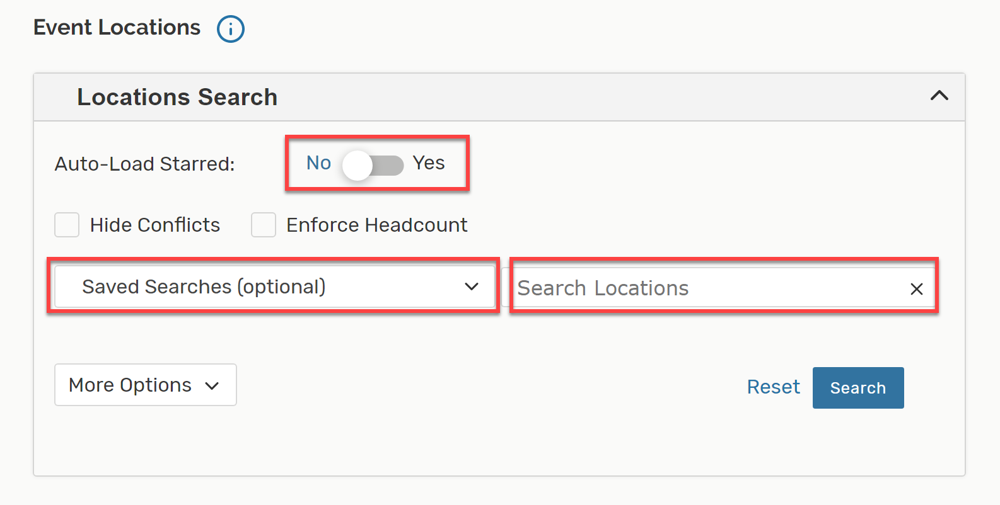 Event Locations
Locations Search
Auto-Load Starred: No Yes
Hide Conflicts Enforce Headcount
Saved Searches (optional) Search Locations
More Options Reset Search